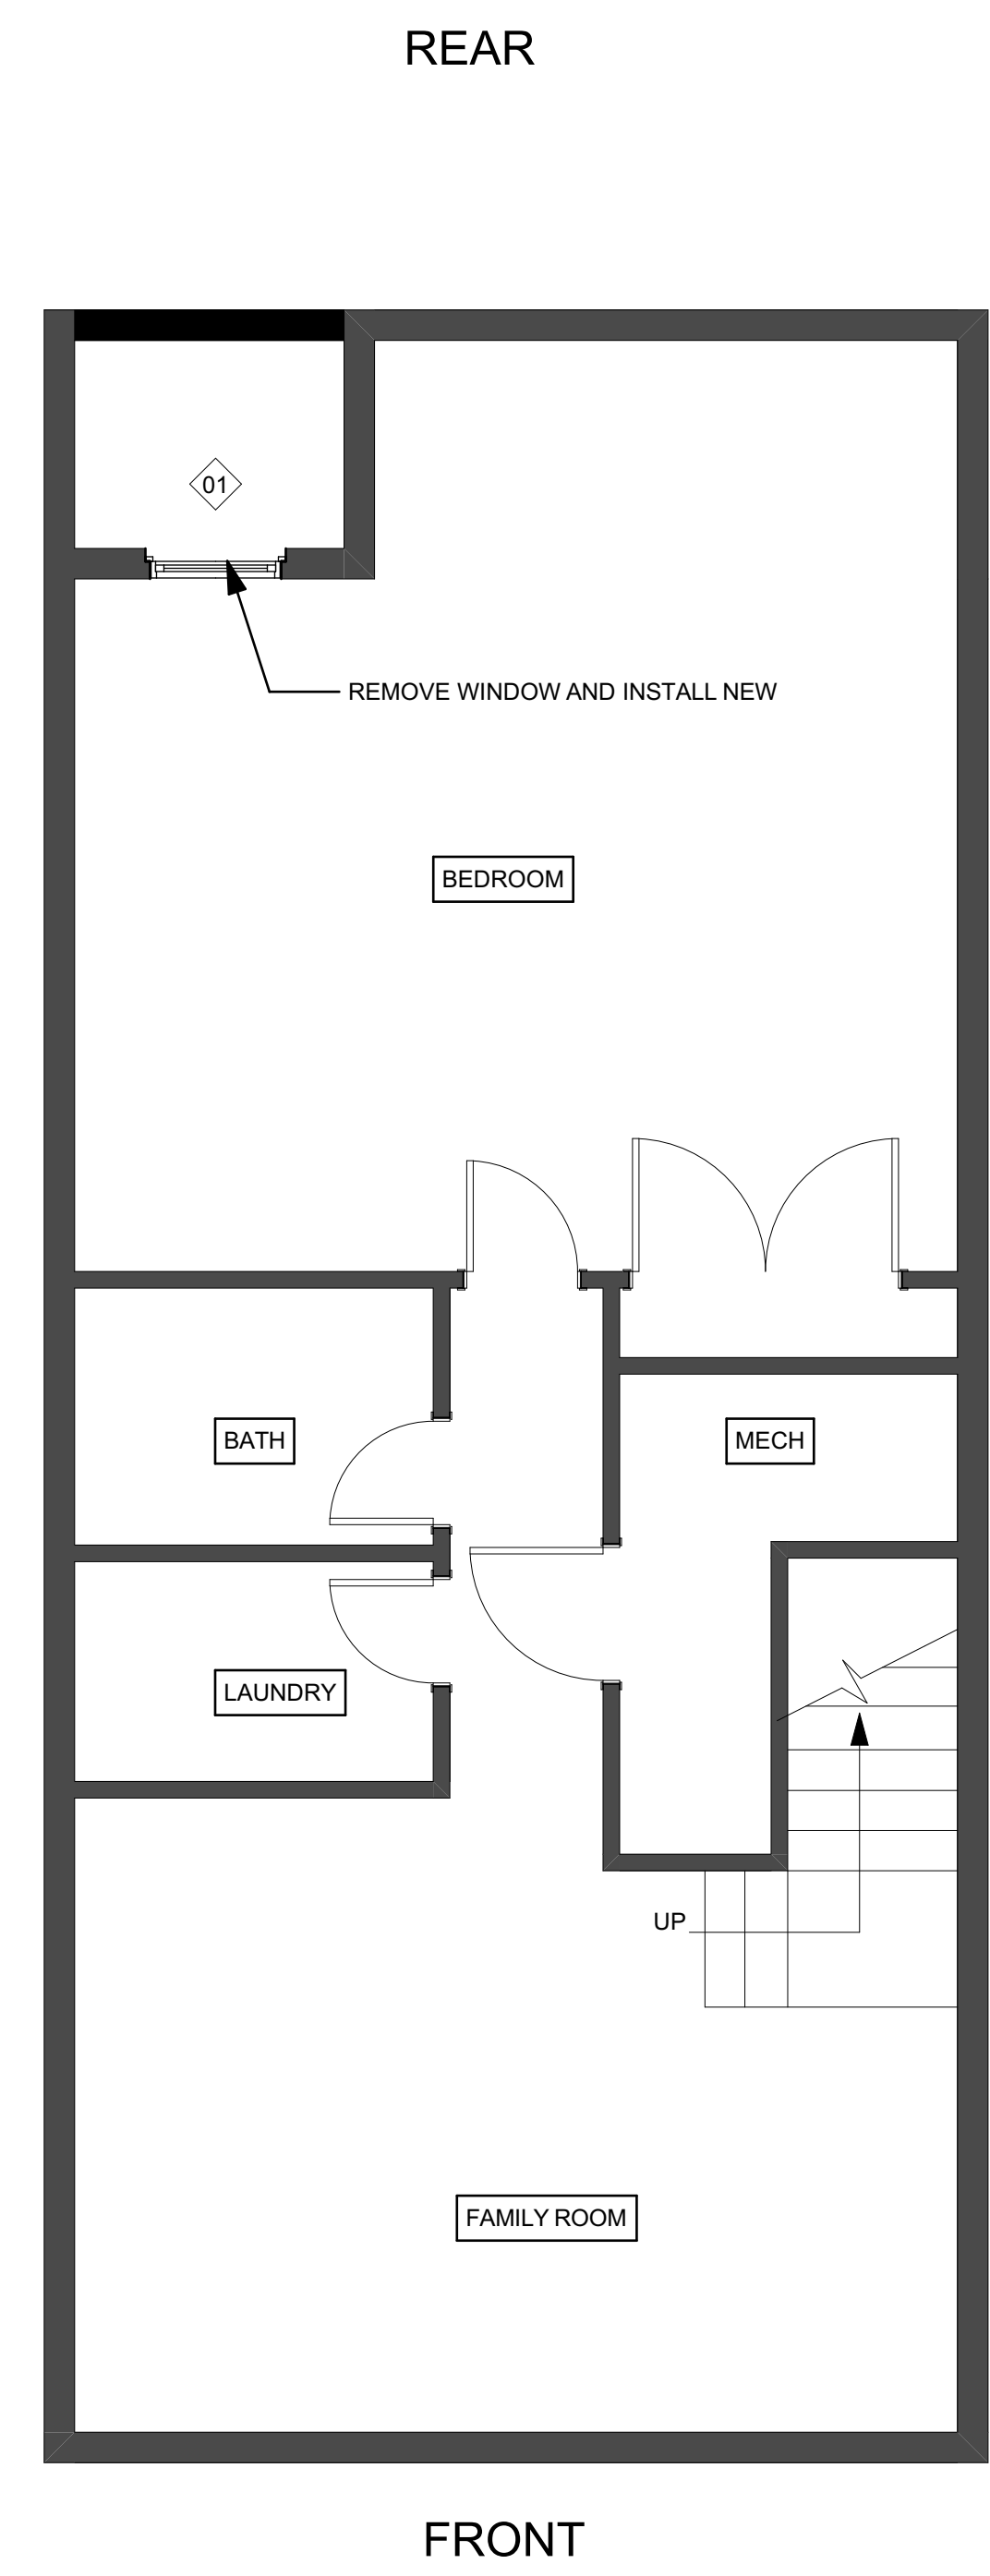 REAR
01
REMOVE WINDOW AND INSTALL NEW
BEDROOM
BATH
MECH
LAUNDRY
UP
FAMILY ROOM
FRONT